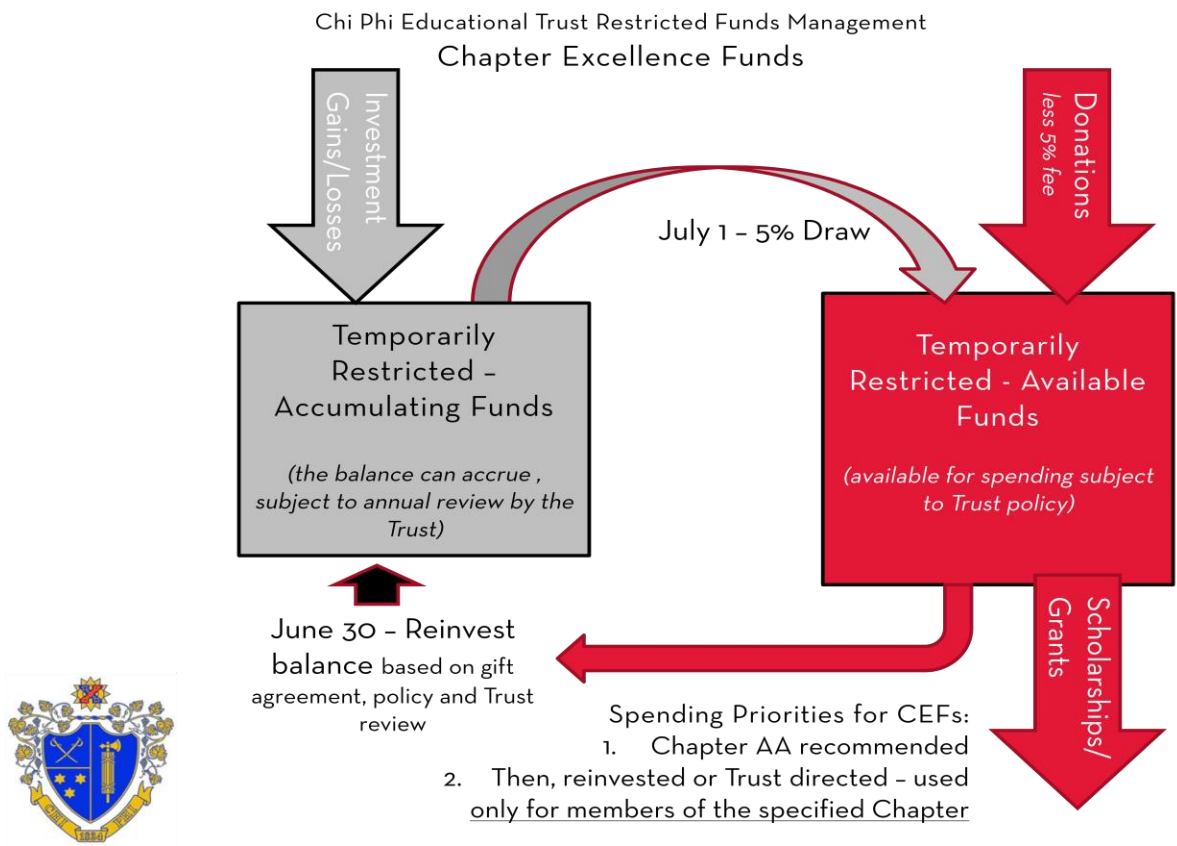 Chi Phi Educational Trust Restricted Funds Management
Chapter Excellence Funds
Investment
Gains/Losses
Donations
less 5% fee
July 1 – 5% Draw
Temporarily
Restricted –
Accumulating Funds
(the balance can accrue ,
subject to annual review by the
Trust)
Temporarily
Restricted - Available
Funds
(available for spending subject
to Trust policy)
June 30 – Reinvest
balance based on gift
agreement, policy and Trust
review
Scholarships/
Grants
Spending Priorities for CEFs:
1. Chapter AA recommended
2. Then, reinvested or Trust directed – used
only for members of the specified Chapter
CHI PHI
1824